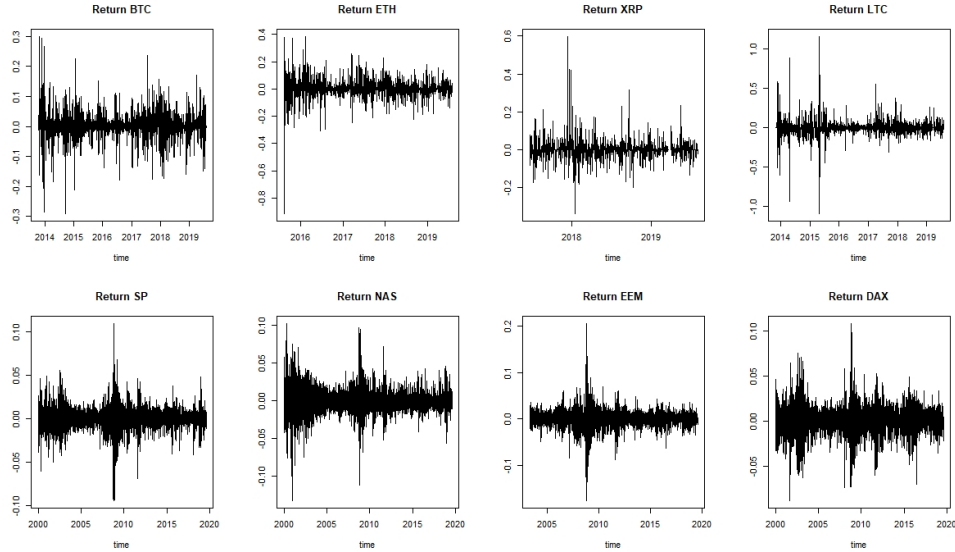 Return BTC
0.3
0.2
0.1
0.0
-0.1
-0.2
-0.3
2014 2015 2016 2017 2018 2019
time
Return ETH
0.4
0.2
0.0
-0.2
-0.4
-0.6
-0.8
2016 2017 2018 2019
time
Return XRP
0.6
0.4
0.2
0.0
-0.2
2018 2019
time
Return LTC
1.0
0.5
0.0
-0.5
-1.0
2014 2015 2016 2017 2018 2019
time
Return SP
0.10
0.05
0.00
-0.05
-0.10
2000 2005 2010 2015 2020
time
Return NAS
0.10
0.05
0.00
-0.05
-0.10
2000 2005 2010 2015 2020
time
Return EEM
0.2
0.1
0.0
-0.1
2005 2010 2015 2020
time
Return DAX
0.10
0.05
0.00
-0.05
2000 2005 2010 2015 2020
time